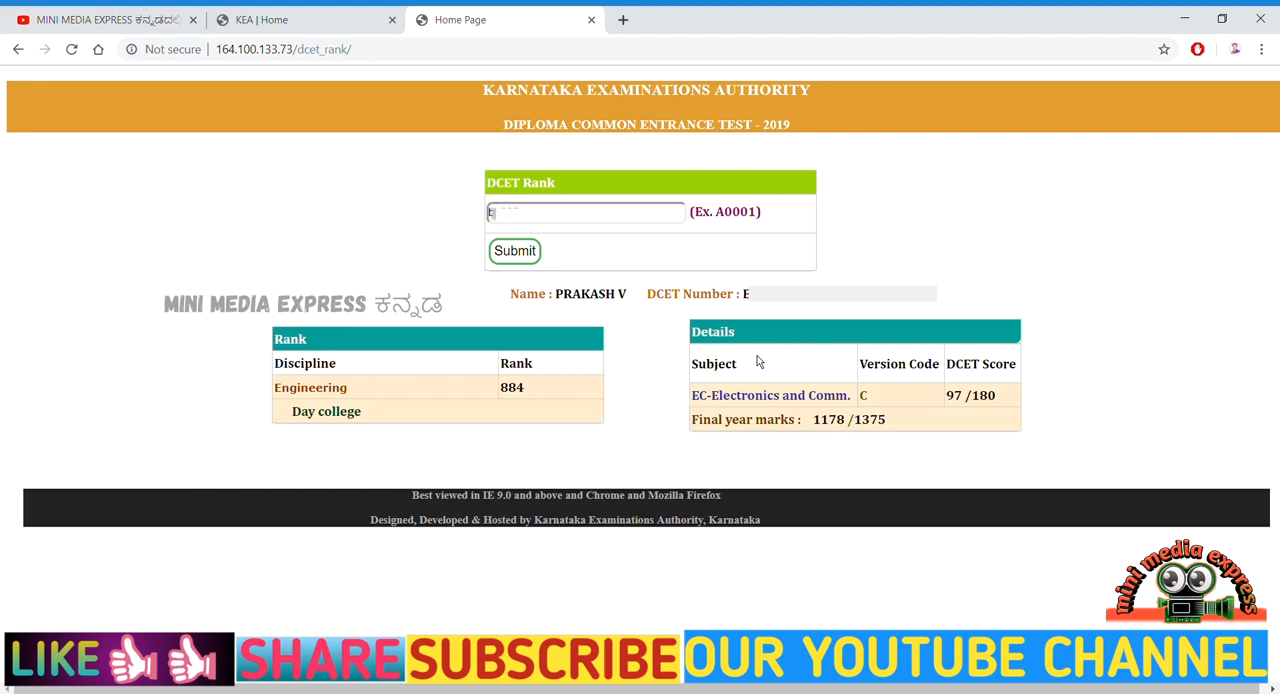 MINI MEDIA EXPRESS ಕನ್ನಡದಲಿ
KEA | Home
Home Page
Not secure
164.100.133.73/dcet_rank/
KARNATAKA EXAMINATIONS AUTHORITY
DIPLOMA COMMON ENTRANCE TEST - 2019
DCET Rank
(Ex. A0001)
Submit
Name : PRAKASH V DCET Number : E
MINI MEDIA EXPRESS ಕನ್ನಡ
Rank
Discipline Rank
Engineering 884
Day college
Details
Subject Version Code DCET Score
EC-Electronics and Comm. C 97 /180
Final year marks : 1178 /1375
Best viewed in IE 9.0 and above and Chrome and Mozilla Firefox
Designed, Developed & Hosted by Karnataka Examinations Authority, Karnataka
mini media express
LIKE SHARE SUBSCRIBE OUR YOUTUBE CHANNEL